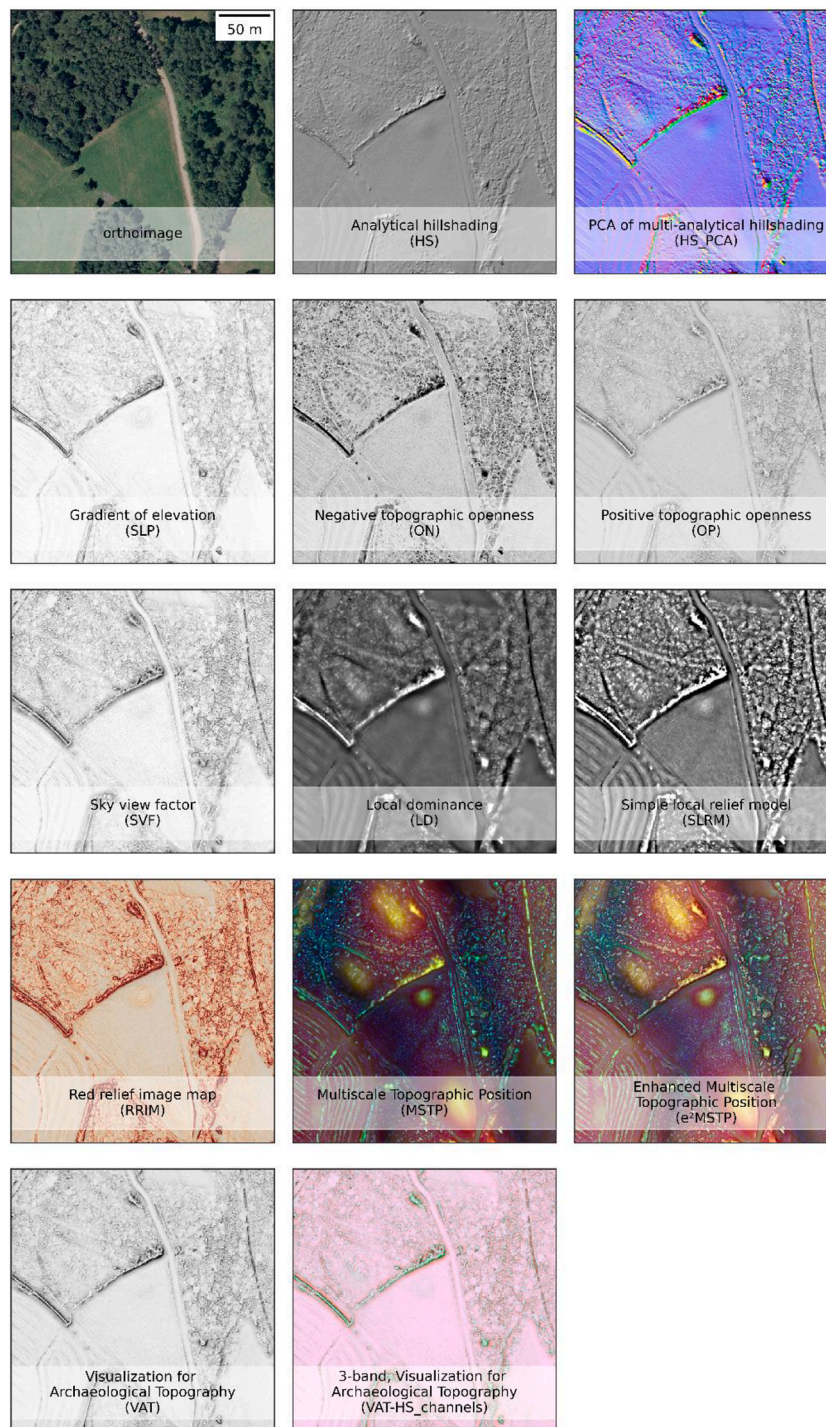 50 m
orthoimage
Analytical hillshading
(HS)
PCA of multi-analytical hillshading
(HS_PCA)
Gradient of elevation
(SLP)
Negative topographic openness
(ON)
Positive topographic openness
(OP)
Sky view factor
(SVF)
Local dominance
(LD)
Simple local relief model
(SLRM)
Red relief image map
(RRIM)
Multiscale Topographic Position
(MSTP)
Enhanced Multiscale
Topographic Position
(e²MSTP)
Visualization for
Archaeological Topography
(VAT)
3-band, Visualization for
Archaeological Topography
(VAT-HS_channels)